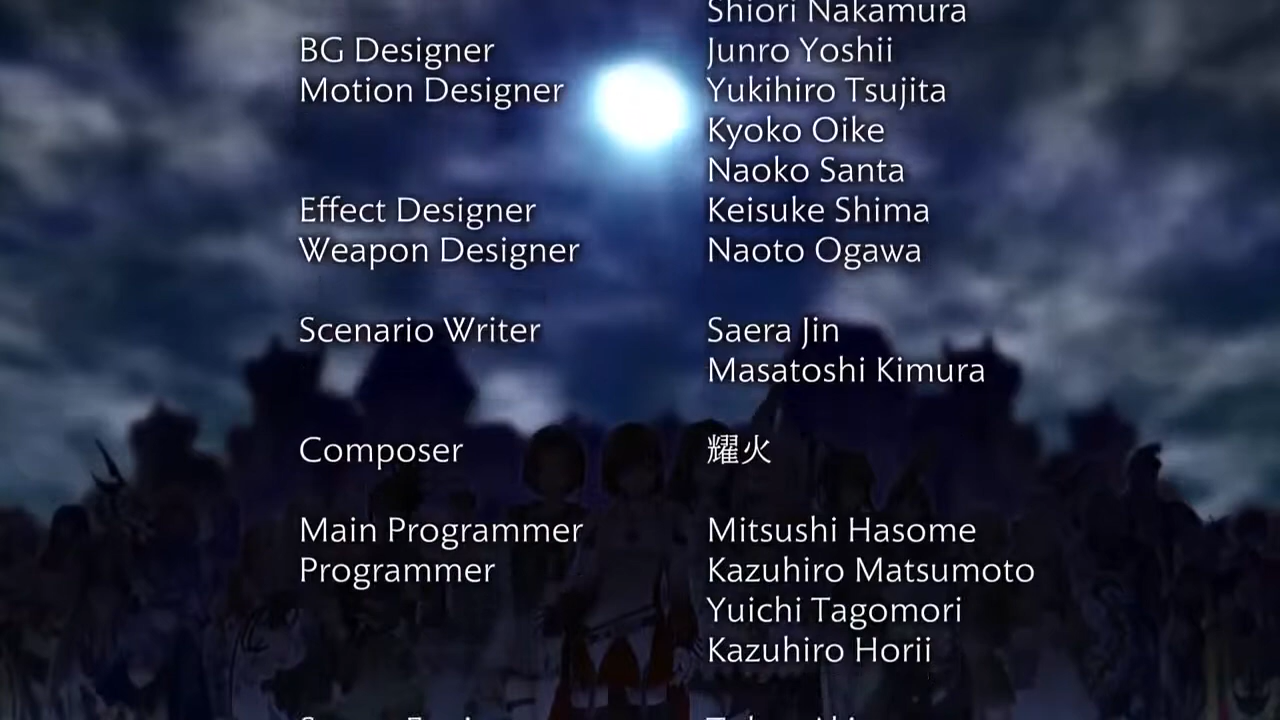 Shiori Nakamura
BG Designer Junro Yoshii
Motion Designer Yukihiro Tsujita
Kyoko Oike
Naoko Santa
Effect Designer Keisuke Shima
Weapon Designer Naoto Ogawa
Scenario Writer Saera Jin
Masatoshi Kimura
Composer 耀火
Main Programmer Mitsushi Hasome
Programmer Kazuhiro Matsumoto
Yuichi Tagomori
Kazuhiro Horii